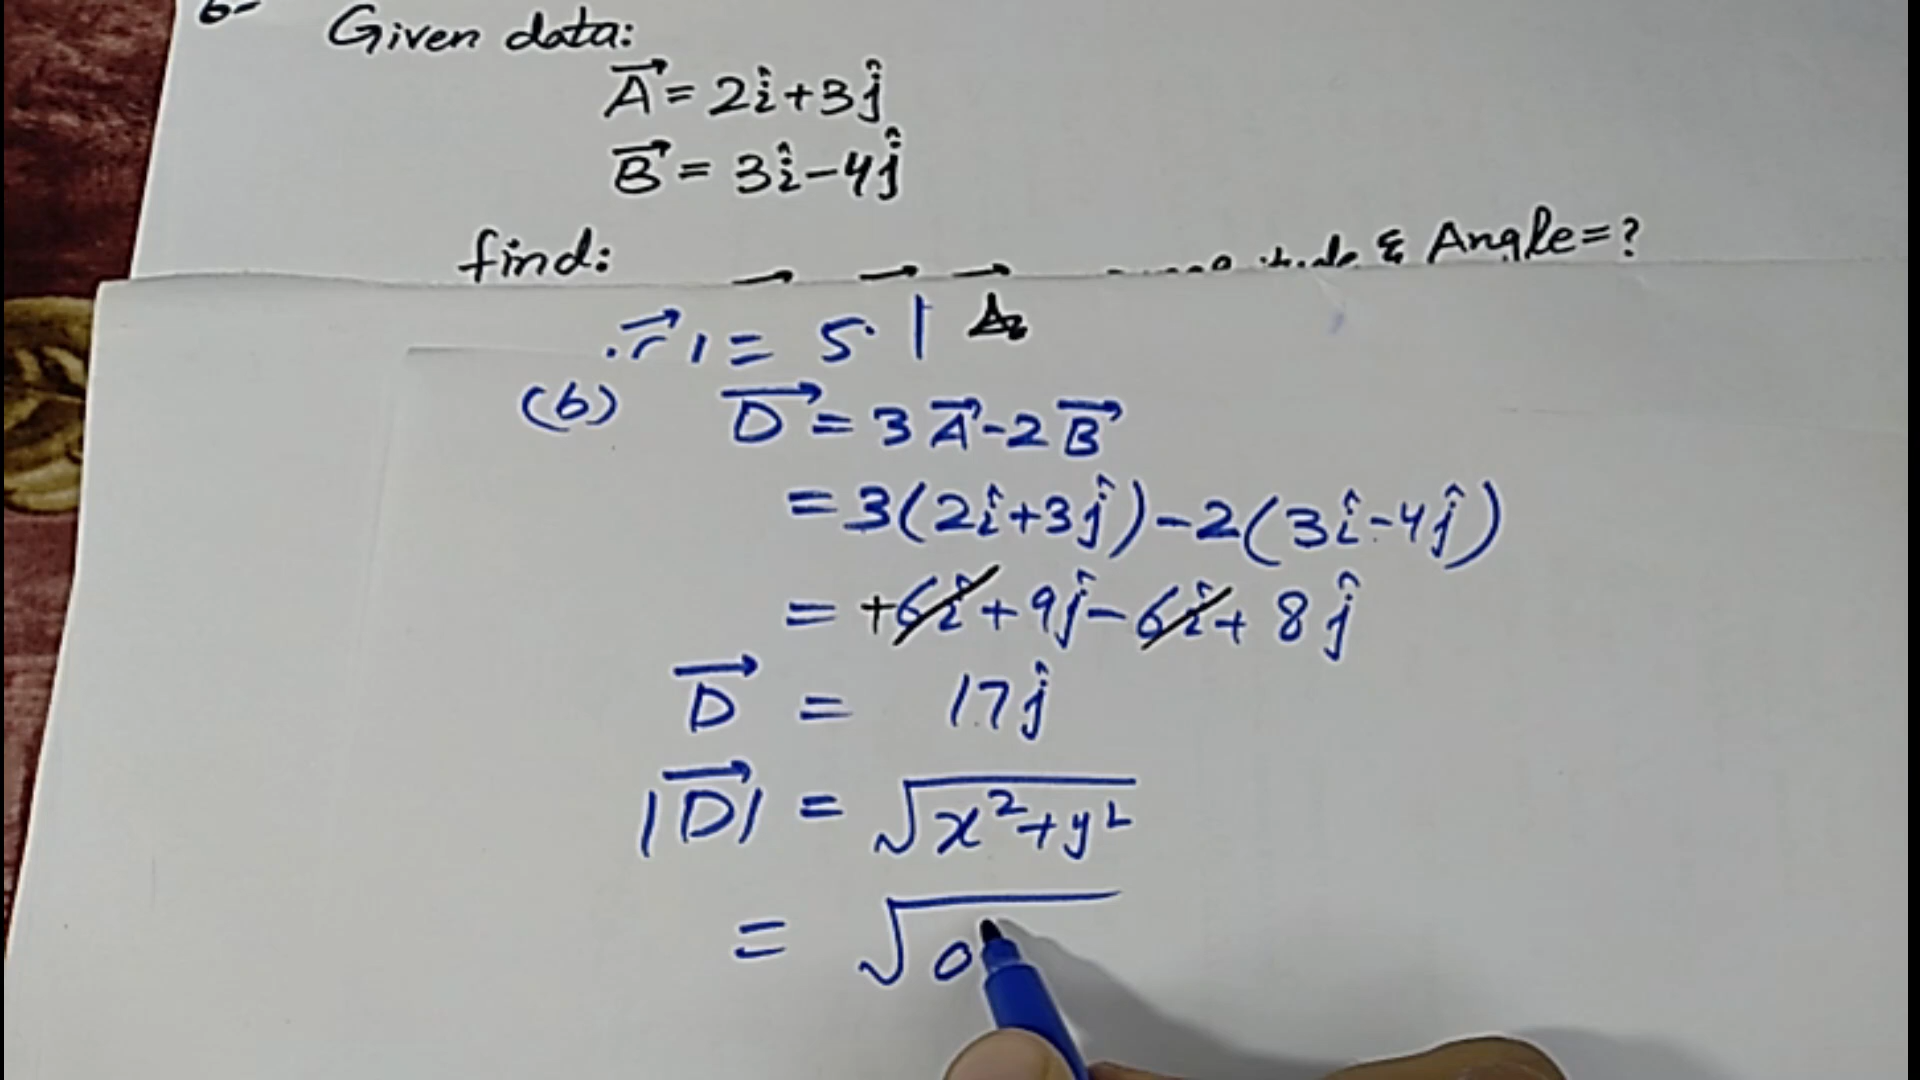 Given data:
A⃗ = 2î+3ĵ
B⃗ = 3î-4ĵ
find: & Angle=?
= 5.1
(b) D⃗ = 3A⃗-2B⃗
= 3(2î+3ĵ)-2(3î-4ĵ)
= +6î+9ĵ-6î+8ĵ
D⃗ = 17ĵ
|D⃗| = √x²+y²
= √0